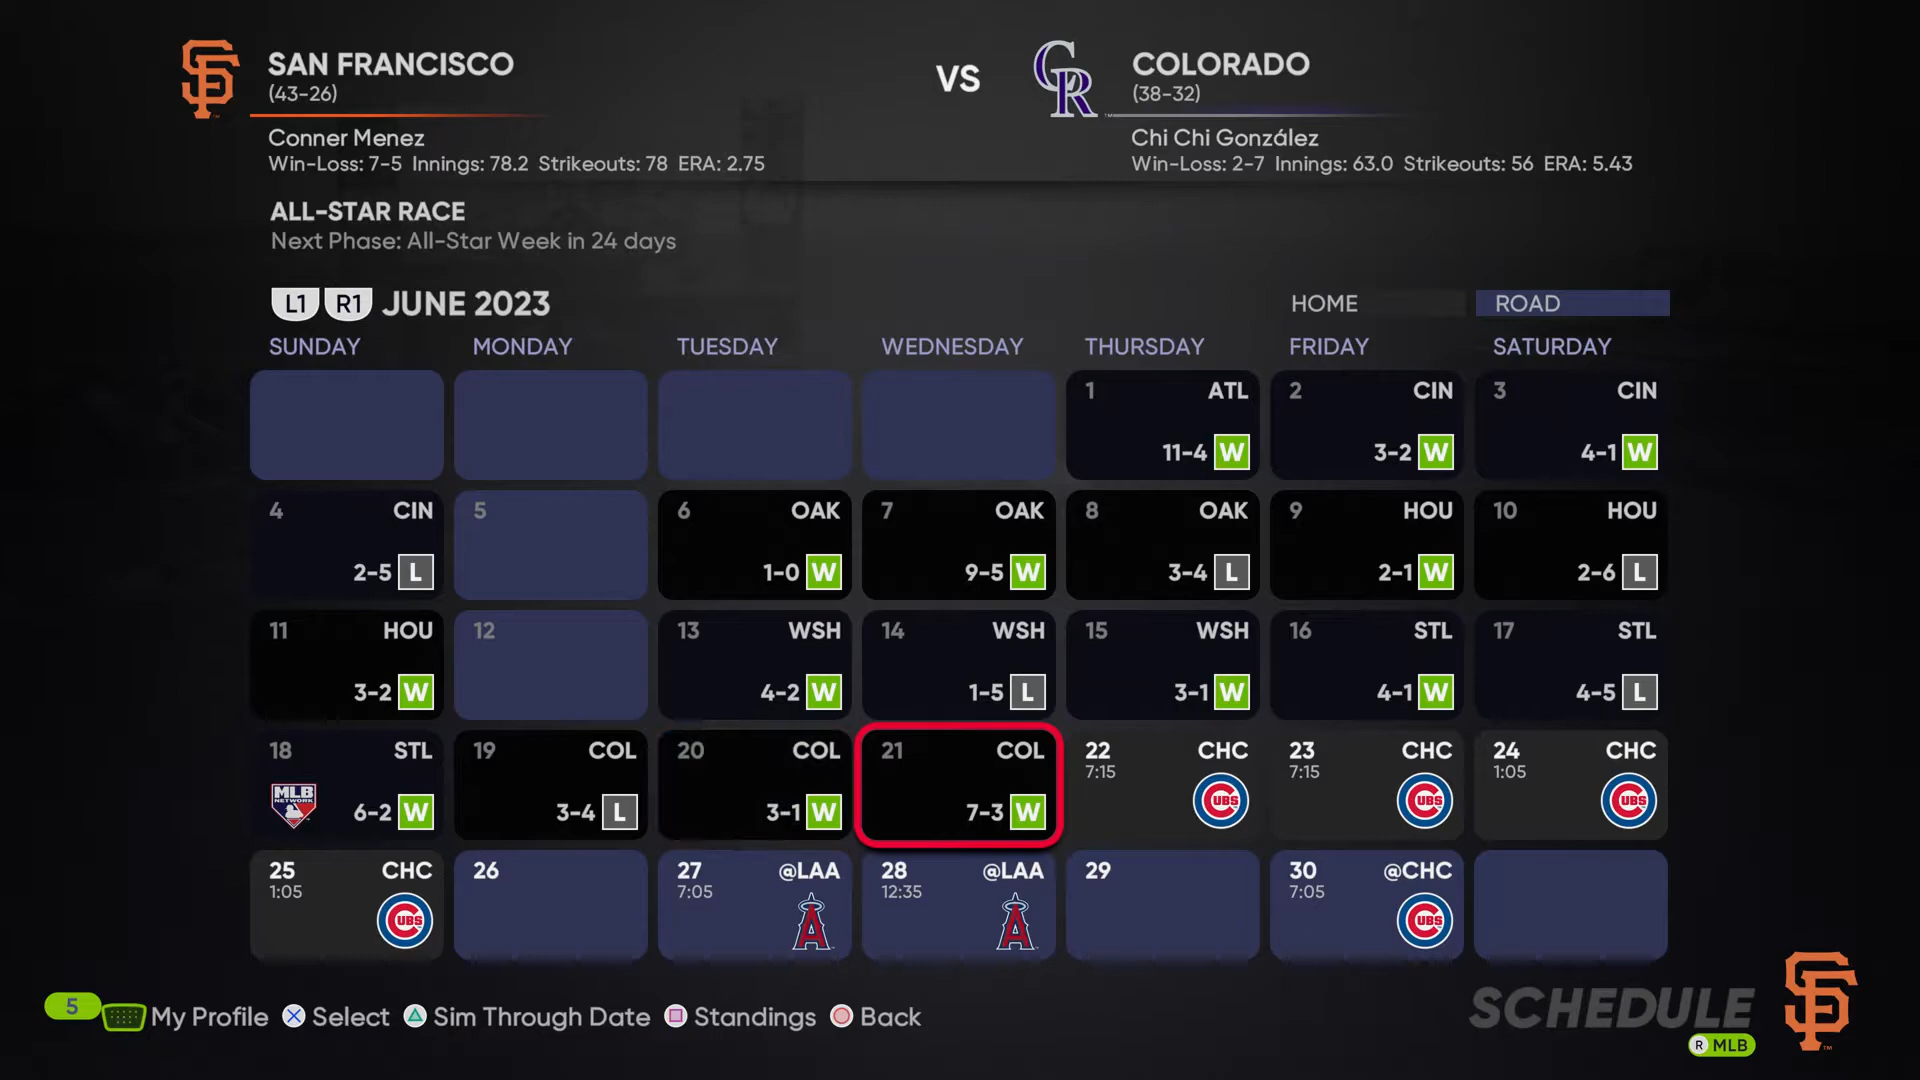 SAN FRANCISCO
(43-26)
VS
COLORADO
(38-32)
Conner Menez
Win-Loss: 7-5 Innings: 78.2 Strikeouts: 78 ERA: 2.75
Chi Chi González
Win-Loss: 2-7 Innings: 63.0 Strikeouts: 56 ERA: 5.43
ALL-STAR RACE
Next Phase: All-Star Week in 24 days
L1 R1 JUNE 2023
HOME
ROAD
SUNDAY MONDAY TUESDAY WEDNESDAY THURSDAY FRIDAY SATURDAY
1 ATL
11-4 W
2 CIN
3-2 W
3 CIN
4-1 W
4 CIN
2-5 L
5
6 OAK
1-0 W
7 OAK
9-5 W
8 OAK
3-4 L
9 HOU
2-1 W
10 HOU
2-6 L
11 HOU
3-2 W
12
13 WSH
4-2 W
14 WSH
1-5 L
15 WSH
3-1 W
16 STL
4-1 W
17 STL
4-5 L
18 STL
MLB NETWORK
6-2 W
19 COL
3-4 L
20 COL
3-1 W
21 COL
7-3 W
22 CHC
7:15
CUBS
23 CHC
7:15
CUBS
24 CHC
1:05
CUBS
25 CHC
1:05
CUBS
26
27 @LAA
7:05
A
28 @LAA
12:35
A
29
30 @CHC
7:05
CUBS
5 My Profile Select Sim Through Date Standings Back
SCHEDULE
R MLB
SF